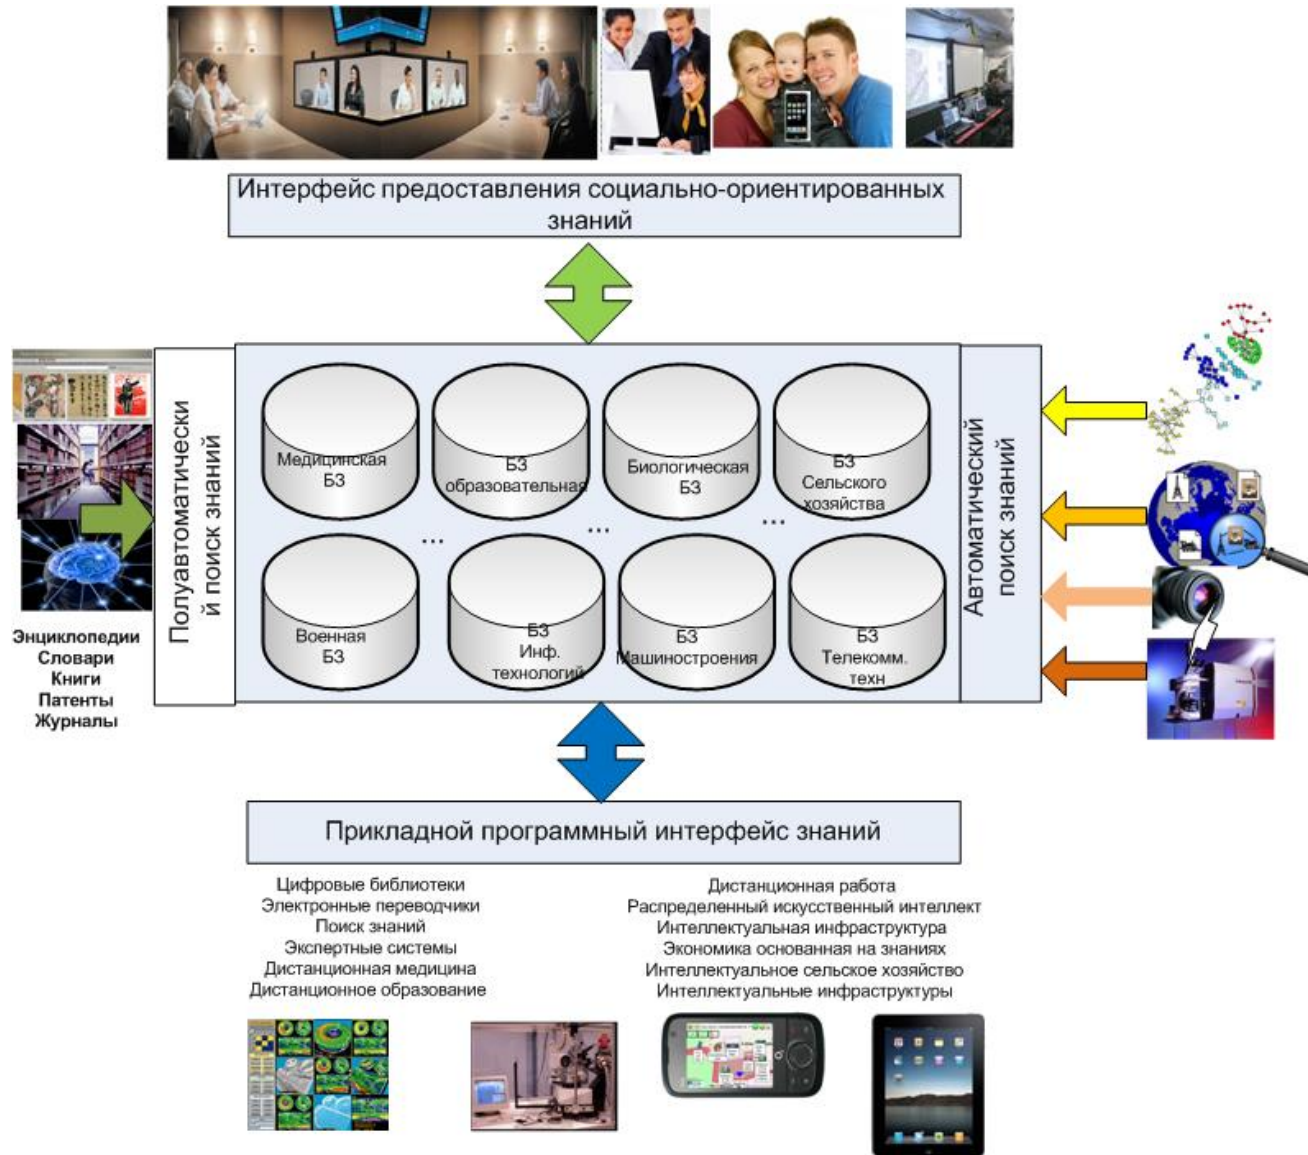 Интерфейс предоставления социально-ориентированных
знаний
Полуавтоматически
й поиск знаний
Медицинская
БЗ
БЗ
образовательная
Биологическая
БЗ
БЗ
Сельского
хозяйства
...
...
...
Военная
БЗ
БЗ
Инф.
технологий
БЗ
Машиностроения
БЗ
Телекомм.
техн
Автоматический
поиск знаний
Энциклопедии
Словари
Книги
Патенты
Журналы
Прикладной программный интерфейс знаний
Цифровые библиотеки
Электронные переводчики
Поиск знаний
Экспертные системы
Дистанционная медицина
Дистанционное образование
Дистанционная работа
Распределенный искусственный интеллект
Интеллектуальная инфраструктура
Экономика основанная на знаниях
Интеллектуальное сельское хозяйство
Интеллектуальные инфраструктуры